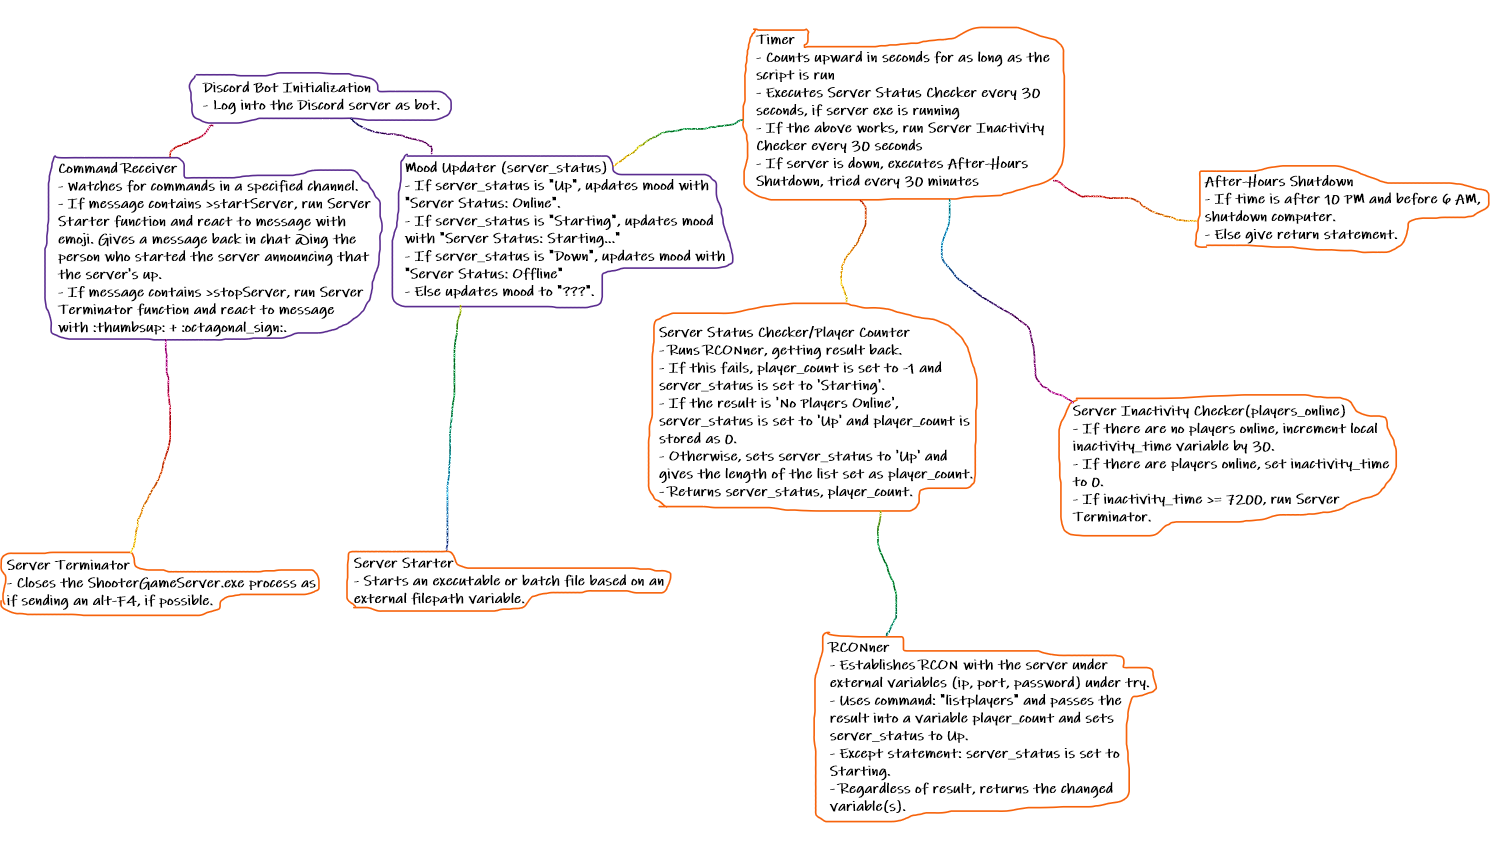 Discord Bot Initialization
- Log into the Discord server as bot.
Command Receiver
- Watches for commands in a specified channel.
- If message contains >startServer, run Server
Starter function and react to message with
emoji. Gives a message back in chat @ing the
person who started the server announcing that
the server's up.
- If message contains >stopServer, run Server
Terminator function and react to message
with :thumbsup: + :octagonal_sign:.
Mood Updater (server_status)
- If server_status is "Up", updates mood with
"Server Status: Online".
- If server_status is "Starting", updates mood
with "Server Status: Starting..."
- If server_status is "Down", updates mood with
"Server Status: Offline"
- Else updates mood to "???".
Timer
- Counts upward in seconds for as long as the
script is run
- Executes Server Status Checker every 30
seconds, if server exe is running
- If the above works, run Server Inactivity
Checker every 30 seconds
- If server is down, executes After-Hours
Shutdown, tried every 30 minutes
After-Hours Shutdown
- If time is after 10 PM and before 6 AM,
shutdown computer.
- Else give return statement.
Server Status Checker/Player Counter
- Runs RCONner, getting result back.
- If this fails, player_count is set to -1 and
server_status is set to 'Starting'.
- If the result is 'No Players Online',
server_status is set to 'Up' and player_count is
stored as 0.
- Otherwise, sets server_status to 'Up' and
gives the length of the list set as player_count.
- Returns server_status, player_count.
Server Inactivity Checker(players_online)
- If there are no players online, increment local
inactivity_time variable by 30.
- If there are players online, set inactivity_time
to 0.
- If inactivity_time >= 7200, run Server
Terminator.
Server Terminator
- Closes the ShooterGameServer.exe process as
if sending an alt-F4, if possible.
Server Starter
- Starts an executable or batch file based on an
external filepath variable.
RCONner
- Establishes RCON with the server under
external variables (ip, port, password) under try.
- Uses command: "listplayers" and passes the
result into a variable player_count and sets
server_status to Up.
- Except statement: server_status is set to
Starting.
- Regardless of result, returns the changed
variable(s).